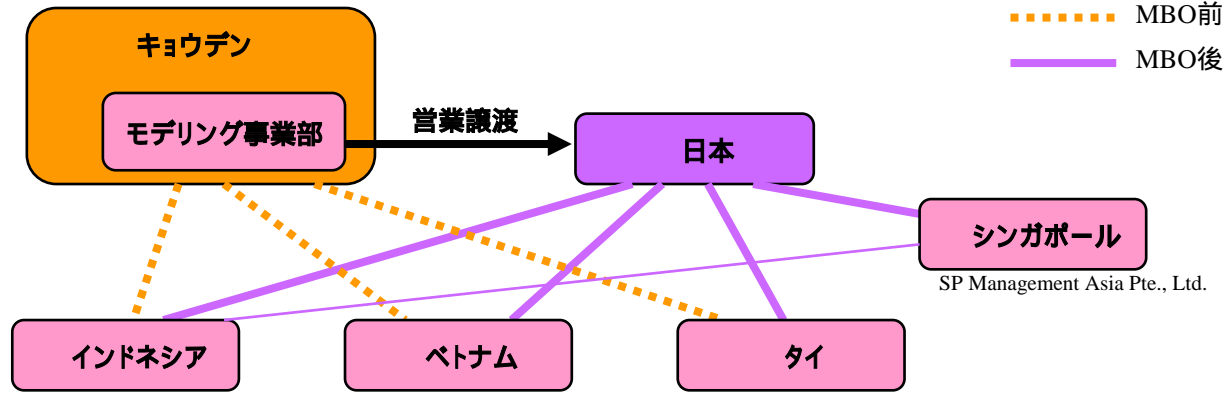 MBO前
MBO後
キョウデン
モデリング事業部
営業譲渡
日本
シンガポール
SP Management Asia Pte., Ltd.
インドネシア
ベトナム
タイ